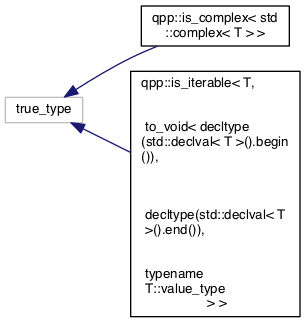 qpp::is_complex< std
::complex< T > >
true_type
qpp::is_iterable< T,
to_void< decltype
(std::declval< T >().begin
()),
decltype(std::declval< T
>().end()),
typename
T::value_type
> >